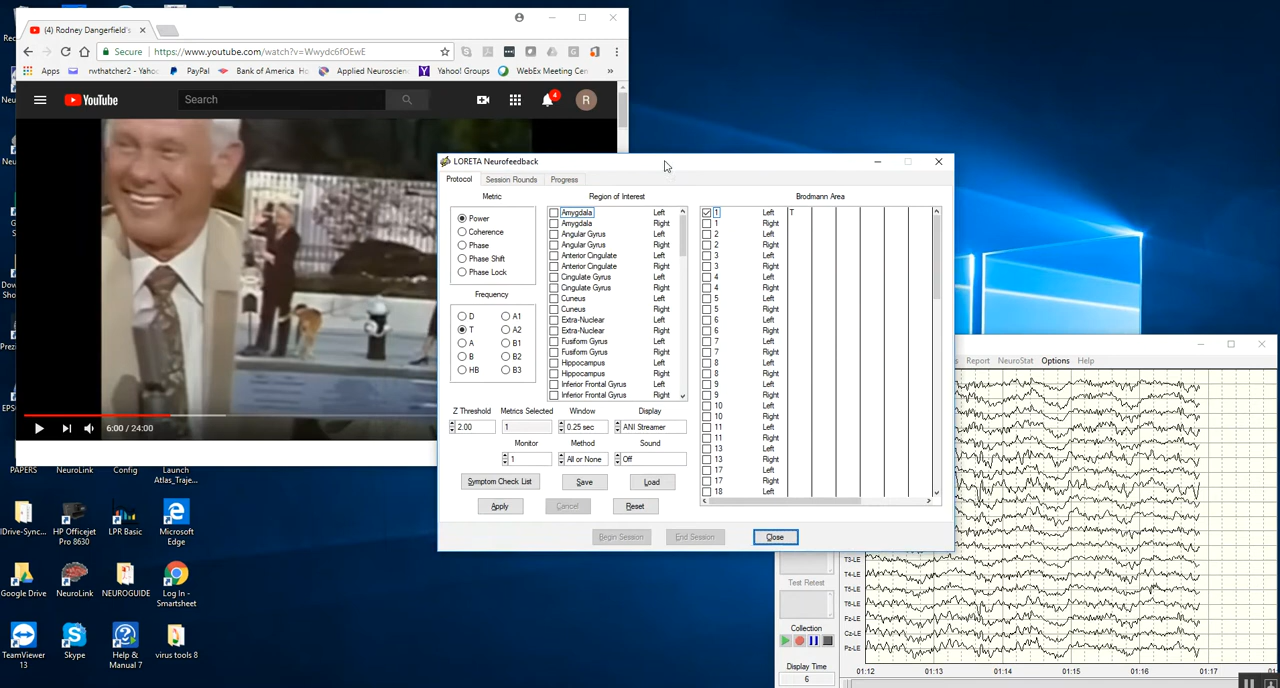 (4) Rodney Dangerfield's
Secure
https://www.youtube.com/watch?v=Wwydc6fOEwE
Apps
rwthatcher2 - Yahoo
PayPal
Bank of America
Applied Neuroscienc
Yahoo! Groups
WebEx Meeting Cen
»
YouTube
Search
4
R
6:00 / 24:00
LORETA Neurofeedback
Protocol
Session Rounds
Progress
Metric
Power
Coherence
Phase
Phase Shift
Phase Lock
Frequency
D
A1
T
A2
A
B1
B
B2
HB
B3
Region of Interest
Amygdala Left
Amygdala Right
Angular Gyrus Left
Angular Gyrus Right
Anterior Cingulate Left
Anterior Cingulate Right
Cingulate Gyrus Left
Cingulate Gyrus Right
Cuneus Left
Cuneus Right
Extra-Nuclear Left
Extra-Nuclear Right
Fusiform Gyrus Left
Fusiform Gyrus Right
Hippocampus Left
Hippocampus Right
Inferior Frontal Gyrus Left
Inferior Frontal Gyrus Right
Brodmann Area
1 Left T
1 Right
2 Left
2 Right
3 Left
3 Right
4 Left
4 Right
5 Left
5 Right
6 Left
6 Right
7 Left
7 Right
8 Left
8 Right
9 Left
9 Right
10 Left
10 Right
11 Left
11 Right
13 Left
13 Right
17 Left
17 Right
18 Left
Z Threshold
Metrics Selected
Window
Display
2.00
1
0.25 sec
ANI Streamer
Monitor
Method
Sound
1
All or None
Off
Symptom Check List
Save
Load
Apply
Cancel
Reset
Begin Session
End Session
Close
Report
NeuroStat
Options
Help
T3-LE
T4-LE
T5-LE
T6-LE
Fz-LE
Cz-LE
Pz-LE
Test Retest
Collection
Display Time
6
01:12
01:13
01:14
01:15
01:16
01:17
PAPERS
NeuroLink
Config
Launch
Atlas_Traje...
IDrive-Sync...
HP Officejet
Pro 8630
LPR Basic
Microsoft
Edge
Google Drive
NeuroLink
NEUROGUIDE
Log In -
Smartsheet
TeamViewer
13
Skype
Help &
Manual 7
virus tools 8